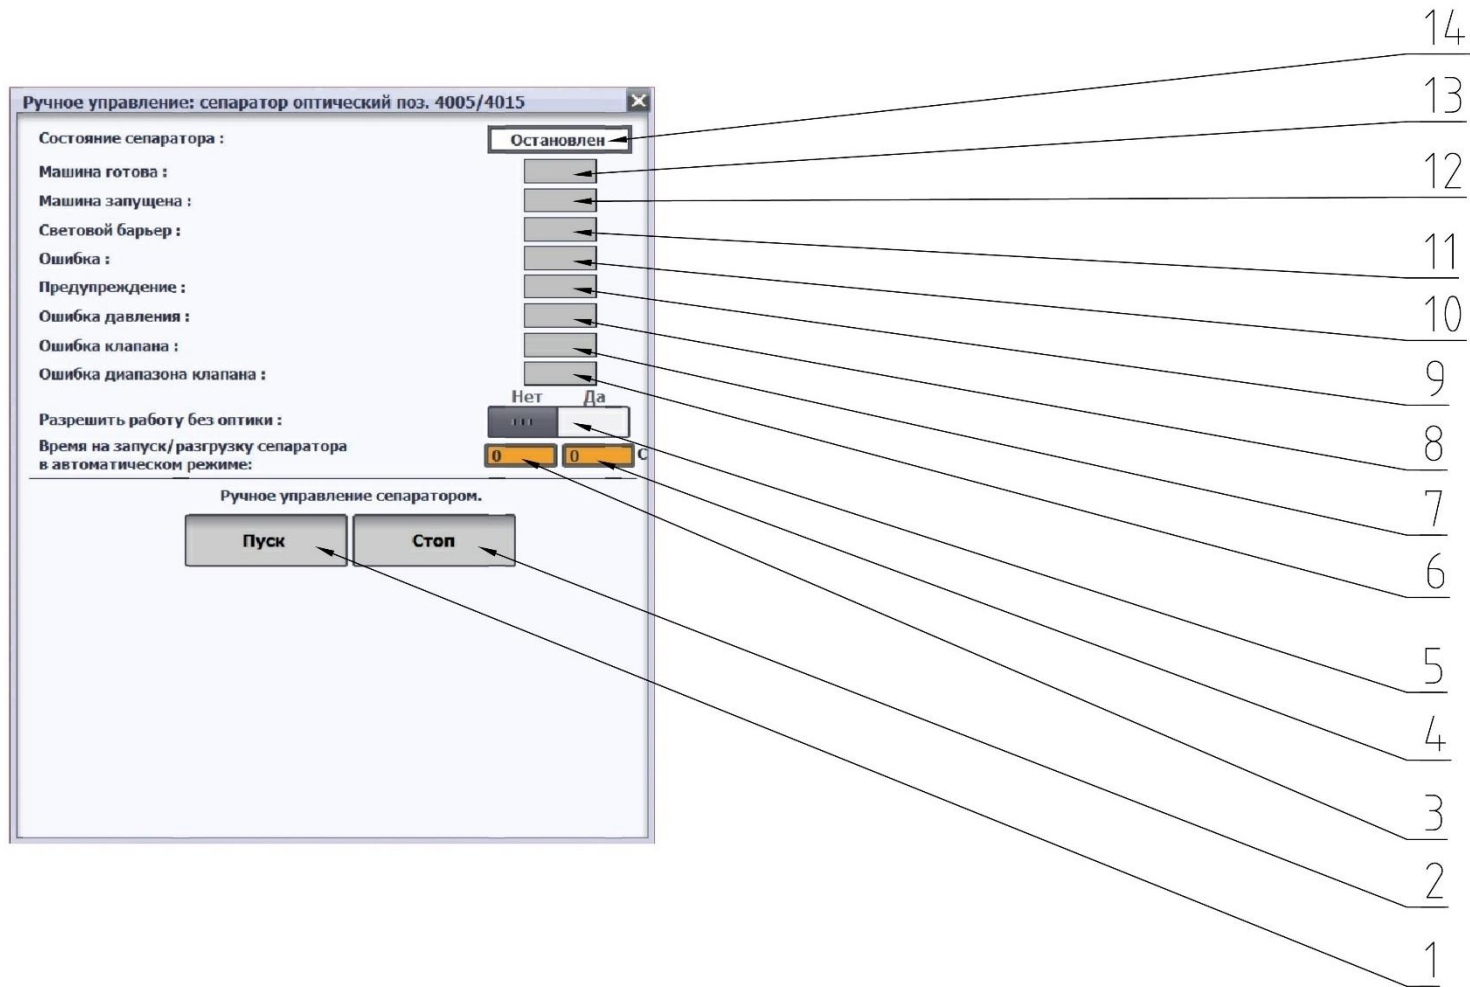 14
Ручное управление: сепаратор оптический поз. 4005/4015
13
Состояние сепаратора : Остановлен
Машина готова :
12
Машина запущена :
Световой барьер :
11
Ошибка :
Предупреждение :
10
Ошибка давления :
Ошибка клапана :
9
Ошибка диапазона клапана :
Нет Да
Разрешить работу без оптики :
8
Время на запуск/разгрузку сепаратора
в автоматическом режиме: 0 0 С
Ручное управление сепаратором.
7
Пуск Стоп
6
5
4
3
2
1